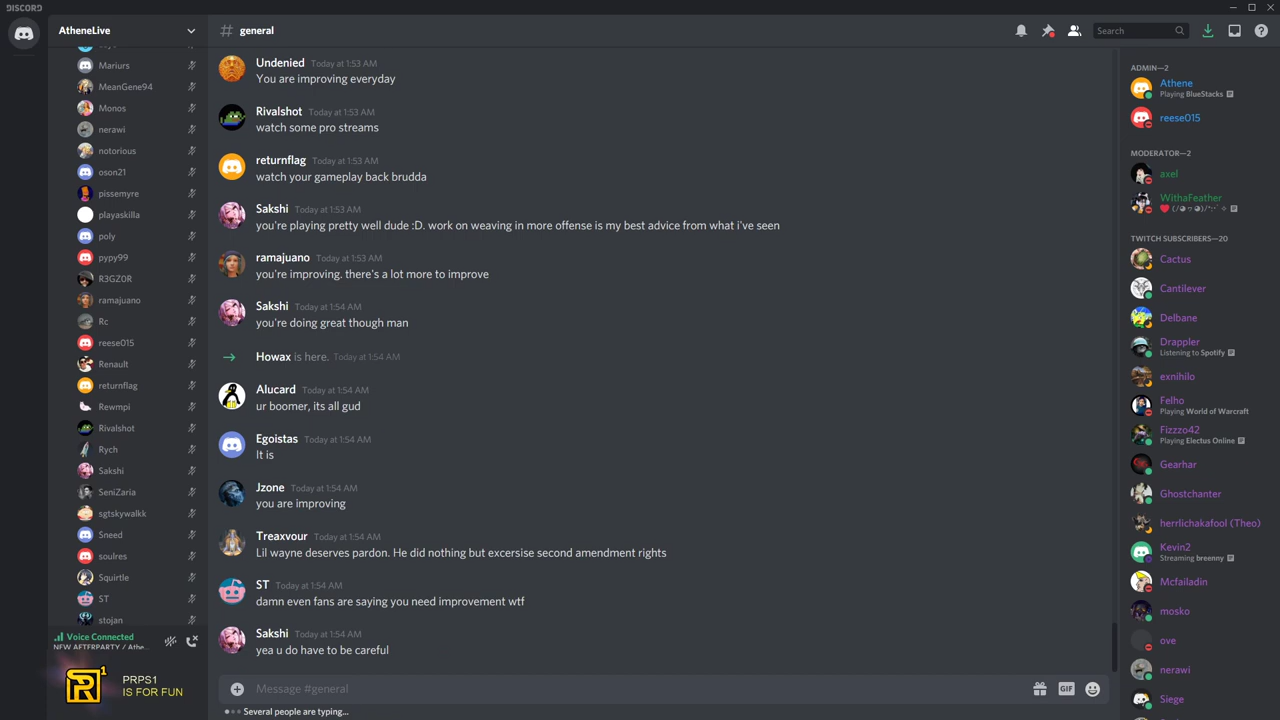 DISCORD
AtheneLive
Mariurs
MeanGene94
Monos
nerawi
notorious
oson21
pissemyre
playaskilla
poly
pypy99
R3GZ0R
ramajuano
Rc
reese015
Renault
returnflag
Rewmpi
Rivalshot
Rych
Sakshi
SeniZaria
sgtskywalkk
Sneed
soulres
Squirtle
ST
stojan
Voice Connected
NEW AFTERPARTY / Athe...
PRPS1
IS FOR FUN
# general
Search
Undenied Today at 1:53 AM
You are improving everyday
Rivalshot Today at 1:53 AM
watch some pro streams
returnflag Today at 1:53 AM
watch your gameplay back brudda
Sakshi Today at 1:53 AM
you're playing pretty well dude :D. work on weaving in more offense is my best advice from what i've seen
ramajuano Today at 1:53 AM
you're improving. there's a lot more to improve
Sakshi Today at 1:54 AM
you're doing great though man
Howax is here. Today at 1:54 AM
Alucard Today at 1:54 AM
ur boomer, its all gud
Egoistas Today at 1:54 AM
It is
Jzone Today at 1:54 AM
you are improving
Treaxvour Today at 1:54 AM
Lil wayne deserves pardon. He did nothing but excersise second amendment rights
ST Today at 1:54 AM
damn even fans are saying you need improvement wtf
Sakshi Today at 1:54 AM
yea u do have to be careful
Message #general
GIF
Several people are typing...
ADMIN—2
Athene
Playing BlueStacks
reese015
MODERATOR—2
axel
WithaFeather
TWITCH SUBSCRIBERS—20
Cactus
Cantilever
Delbane
Drappler
Listening to Spotify
exnihilo
Felho
Playing World of Warcraft
Fizzzo42
Playing Electus Online
Gearhar
Ghostchanter
herrlichakafool (Theo)
Kevin2
Streaming breenny
Mcfailadin
mosko
ove
nerawi
Siege